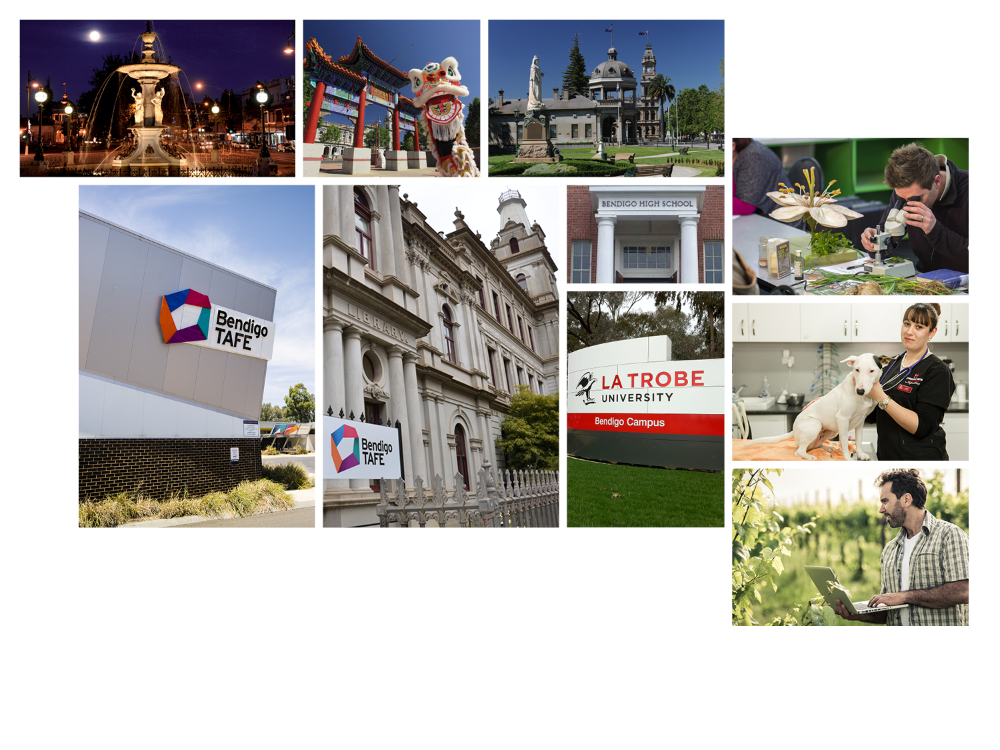 BENDIGO HIGH SCHOOL
Bendigo
TAFE
LIBRARY
Bendigo
TAFE
LA TROBE
UNIVERSITY
Bendigo Campus